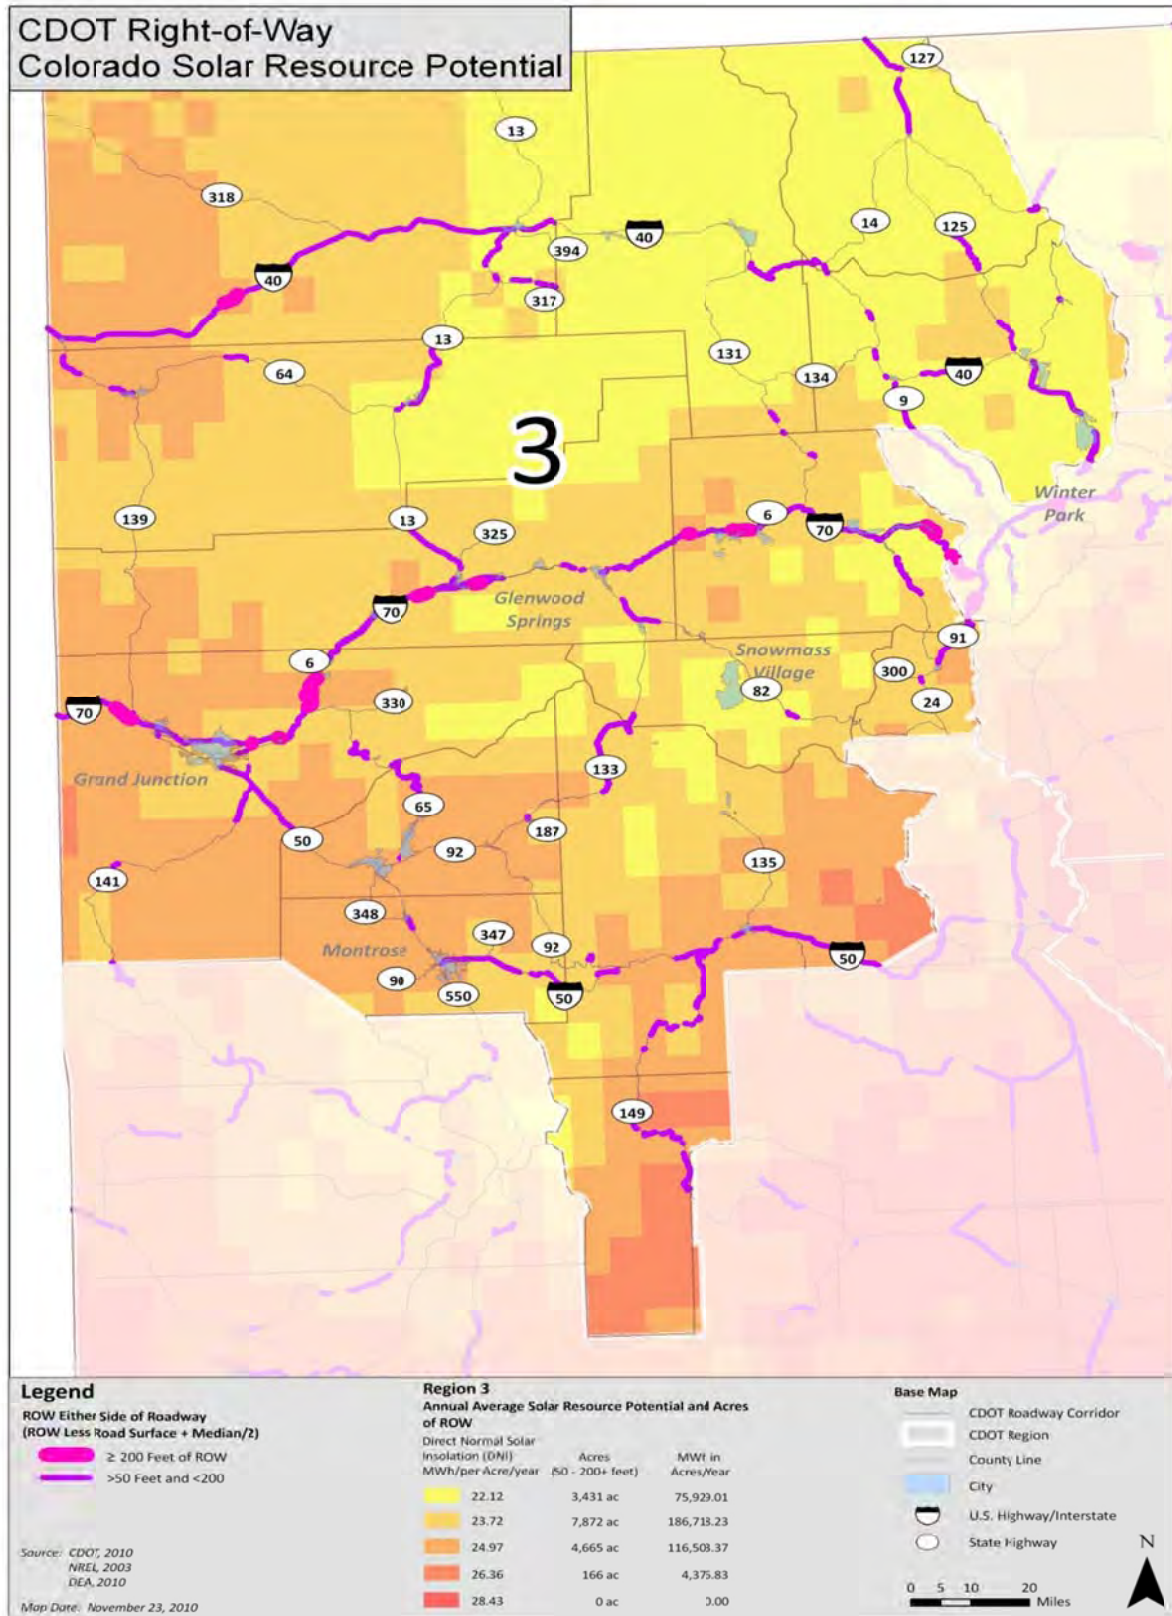 CDOT Right-of-Way
Colorado Solar Resource Potential
127
13
318
14
125
40
394
40
317
13
131
64
134
40
9
3
Winter
Park
139
13
325
6
70
70
Glenwood
Springs
91
6
Snowmass
Village
300
82
24
70
330
133
Grand Junction
65
187
50
92
135
141
348
347
92
Montrose
50
90
550
50
149
Legend
ROW Either Side of Roadway
(ROW Less Road Surface + Median/2)
≥ 200 Feet of ROW
>50 Feet and <200
Source: CDOT, 2010
NREL, 2003
DEA, 2010
Map Date: November 23, 2010
Region 3
Annual Average Solar Resource Potential and Acres
of ROW
Direct Normal Solar
Insolation (DNI) Acres MWh in
MWh/per Acre/year (50 - 200+ feet) Acres/Year
22.12 3,431 ac 75,929.01
23.72 7,872 ac 186,713.23
24.97 4,665 ac 116,503.37
26.36 166 ac 4,375.83
28.43 0 ac 0.00
Base Map
CDOT Roadway Corridor
CDOT Region
County Line
City
U.S. Highway/Interstate
State Highway
N
0 5 10 20
Miles